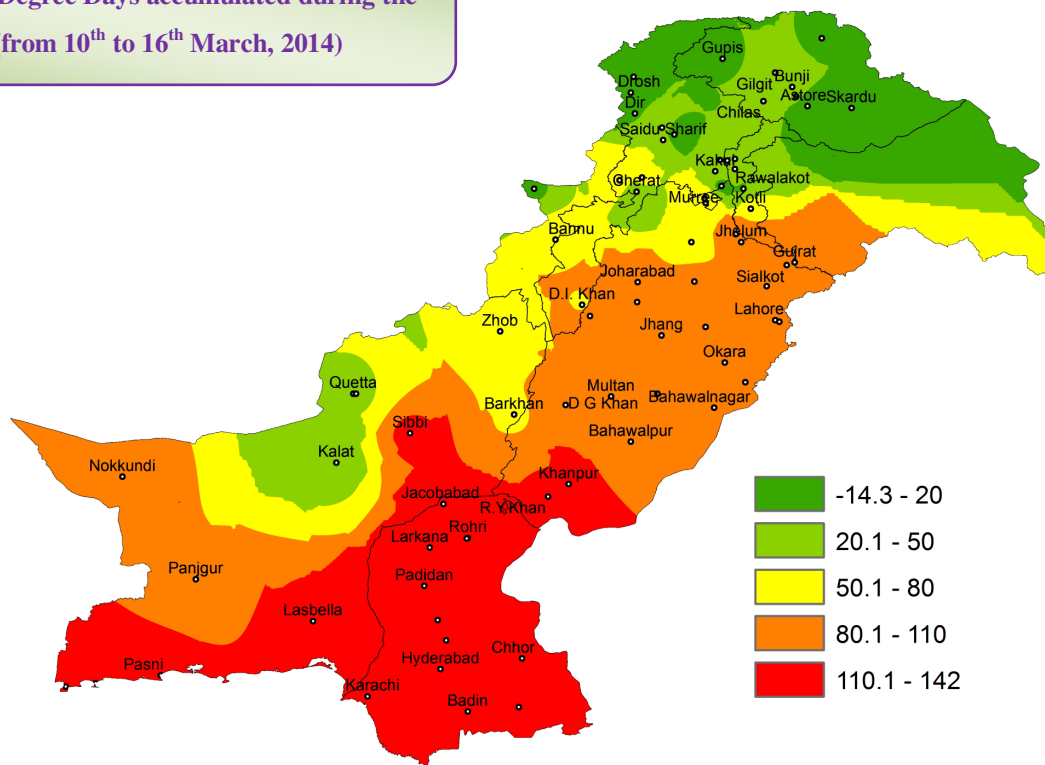 Degree Days accumulated during the
(from 10th to 16th March, 2014)
Gupis
Drosh
Gilgit
Bunji
Dir
Astore
Skardu
Chilas
Saidu Sharif
Kakul
Cherat
Rawalakot
Murree
Kotli
Bannu
Jhelum
Gujrat
Joharabad
Sialkot
D.I. Khan
Lahore
Zhob
Jhang
Okara
Quetta
Multan
Barkhan
D G Khan
Bahawalnagar
Sibbi
Bahawalpur
Kalat
Nokkundi
Khanpur
Jacobabad
R.Y.Khan
Rohri
Larkana
Panjgur
Padidan
Lasbella
Chhor
Hyderabad
Pasni
Karachi
Badin
-14.3 - 20
20.1 - 50
50.1 - 80
80.1 - 110
110.1 - 142